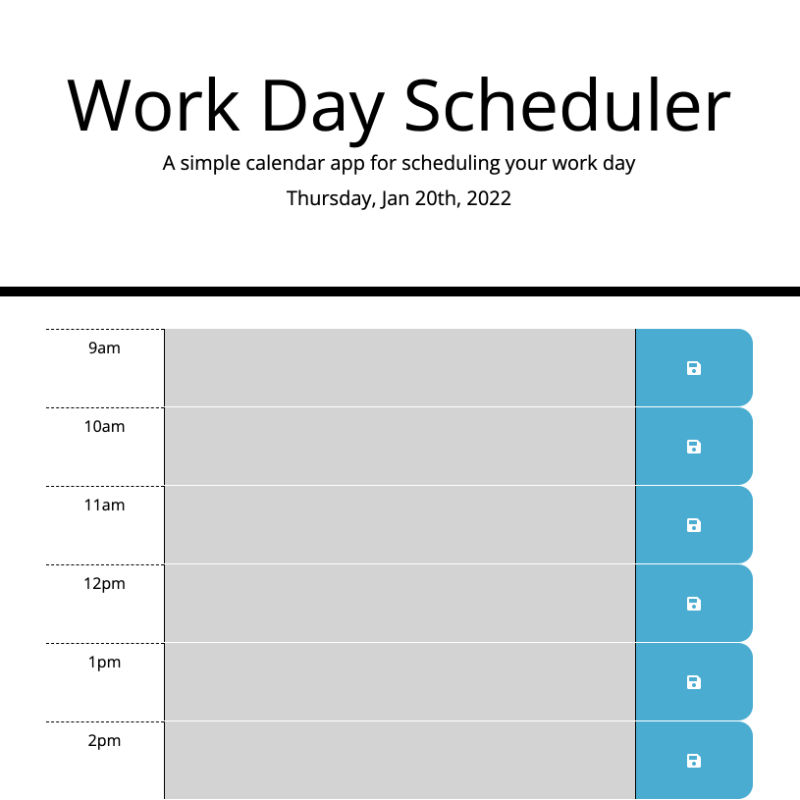 Work Day Scheduler
A simple calendar app for scheduling your work day
Thursday, Jan 20th, 2022
9am
10am
11am
12pm
1pm
2pm